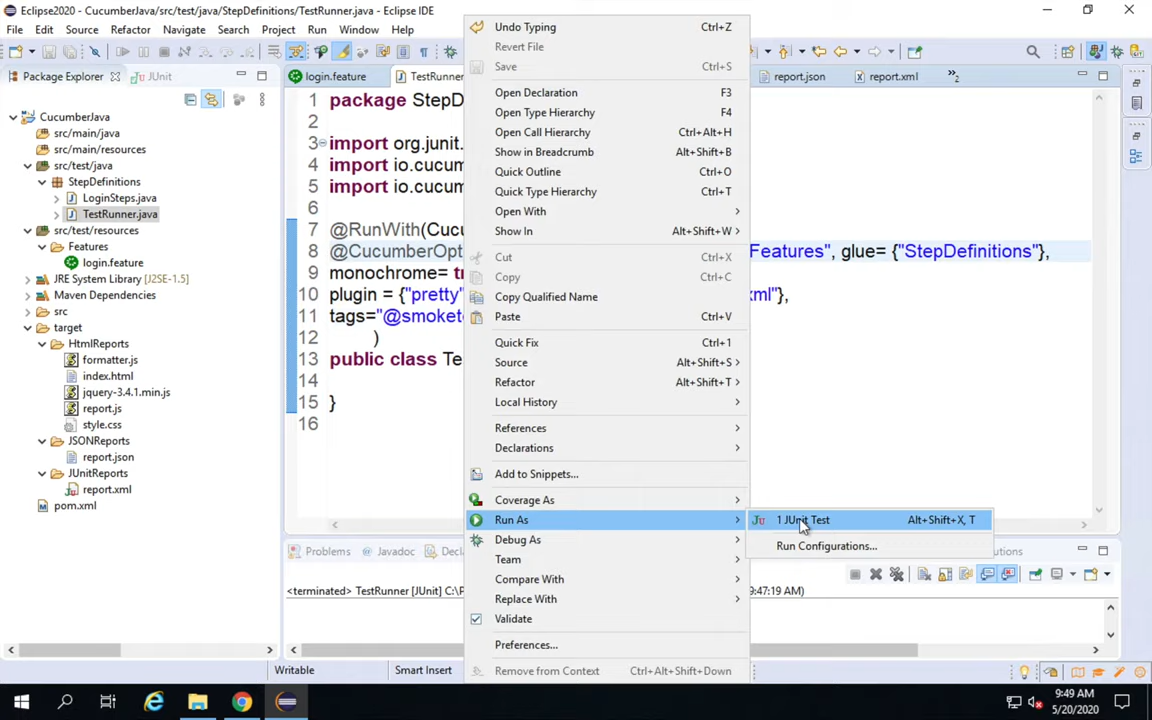 Eclipse2020 - CucumberJava/src/test/java/StepDefinitions/TestRunner.java - Eclipse IDE
File Edit Source Refactor Navigate Search Project Run Window Help
Package Explorer JUnit
login.feature TestRunner report.json report.xml »2
CucumberJava
src/main/java
src/main/resources
src/test/java
StepDefinitions
LoginSteps.java
TestRunner.java
src/test/resources
Features
login.feature
JRE System Library [J2SE-1.5]
Maven Dependencies
src
target
HtmlReports
formatter.js
index.html
jquery-3.4.1.min.js
report.js
style.css
JSONReports
report.json
JUnitReports
report.xml
pom.xml
1 package StepD
2
3 import org.junit.
4 import io.cucum
5 import io.cucum
6
7 @RunWith(Cucu
8 @CucumberOpt Features", glue= {"StepDefinitions"},
9 monochrome= tr
10 plugin = {"pretty" ml"},
11 tags="@smoket
12 )
13 public class Te
14
15 }
16
Undo Typing Ctrl+Z
Revert File
Save Ctrl+S
Open Declaration F3
Open Type Hierarchy F4
Open Call Hierarchy Ctrl+Alt+H
Show in Breadcrumb Alt+Shift+B
Quick Outline Ctrl+O
Quick Type Hierarchy Ctrl+T
Open With
Show In Alt+Shift+W
Cut Ctrl+X
Copy Ctrl+C
Copy Qualified Name
Paste Ctrl+V
Quick Fix Ctrl+1
Source Alt+Shift+S
Refactor Alt+Shift+T
Local History
References
Declarations
Add to Snippets...
Coverage As
Run As
Debug As
Team
Compare With
Replace With
Validate
Preferences...
Remove from Context Ctrl+Alt+Shift+Down
Ju 1 JUnit Test Alt+Shift+X, T
Run Configurations...
Problems Javadoc Decl utions
<terminated> TestRunner [JUnit] C:\P 9:47:19 AM)
Writable Smart Insert
9:49 AM
5/20/2020